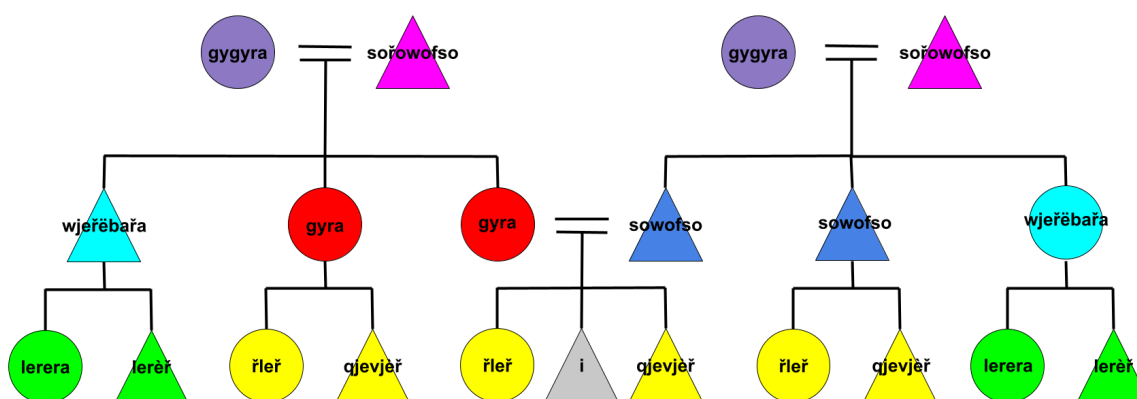 gygyra sořowofso gygyra sořowofso
wjeřëbařa gyra gyra sowofso sowofso wjeřëbařa
lerera lerèř řleř qjevjèř řleř i qjevjèř řleř qjevjèř lerera lerèř